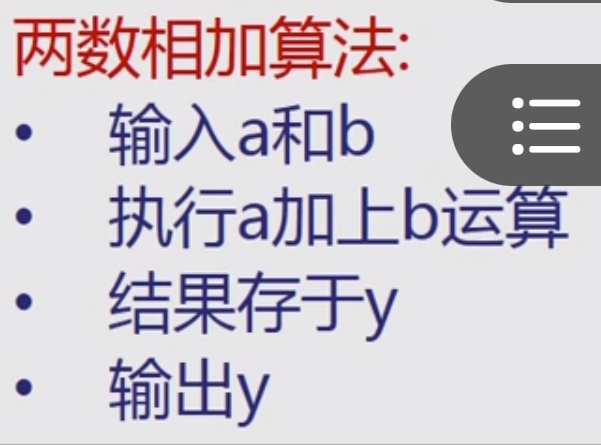 两数相加算法:
• 输入a和b
• 执行a加上b运算
• 结果存于y
• 输出y